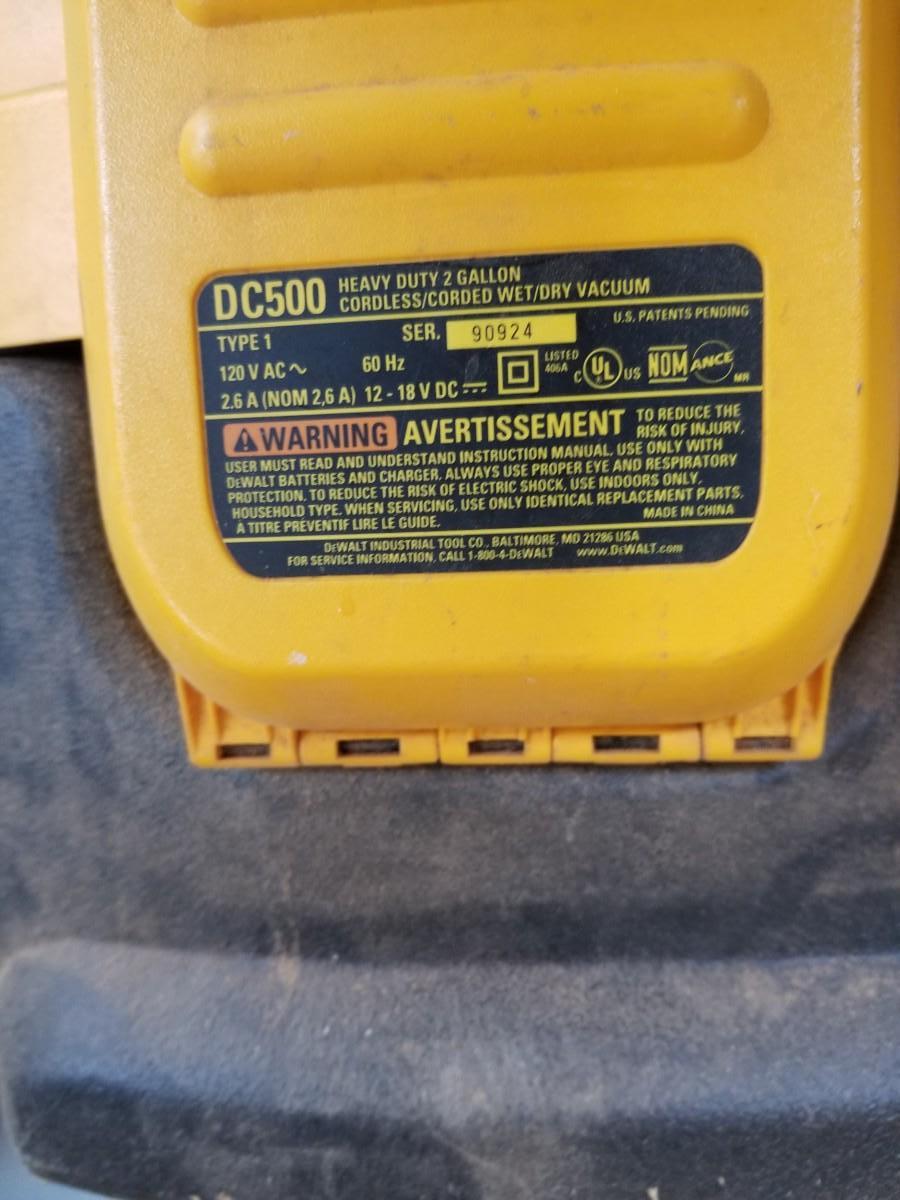 DC500 HEAVY DUTY 2 GALLON
CORDLESS/CORDED WET/DRY VACUUM
TYPE 1 SER. 90924 U.S. PATENTS PENDING
120 V AC ~ 60 Hz
2.6 A (NOM 2,6 A) 12 - 18 V DC
LISTED
406A
C UL US NOM ANCE MR
WARNING AVERTISSEMENT TO REDUCE THE
RISK OF INJURY,
USER MUST READ AND UNDERSTAND INSTRUCTION MANUAL. USE ONLY WITH
DEWALT BATTERIES AND CHARGER. ALWAYS USE PROPER EYE AND RESPIRATORY
PROTECTION. TO REDUCE THE RISK OF ELECTRIC SHOCK, USE INDOORS ONLY.
HOUSEHOLD TYPE. WHEN SERVICING, USE ONLY IDENTICAL REPLACEMENT PARTS.
À TITRE PRÉVENTIF LIRE LE GUIDE. MADE IN CHINA
DEWALT INDUSTRIAL TOOL CO., BALTIMORE, MD 21286 USA
FOR SERVICE INFORMATION, CALL 1-800-4-DEWALT www.DEWALT.com